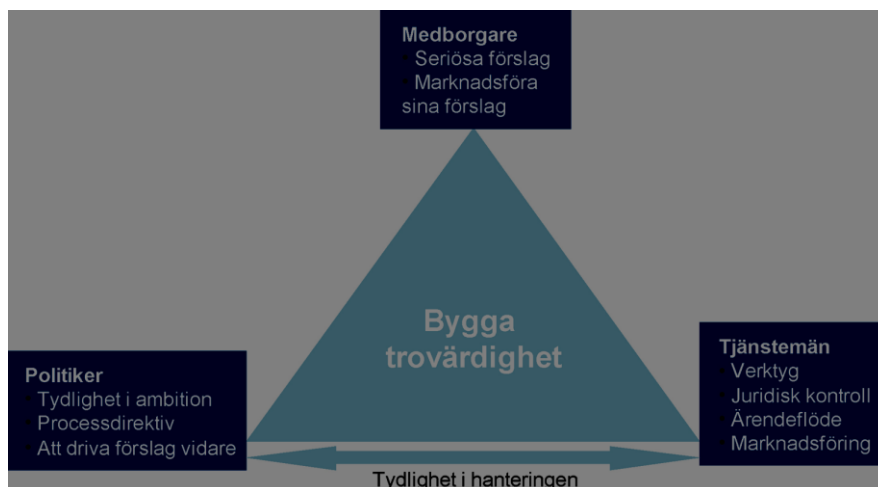 Medborgare
Seriösa förslag
Marknadsföra
sina förslag
Bygga
trovärdighet
Politiker
Tydlighet i ambition
Processdirektiv
Att driva förslag vidare
Tjänstemän
Verktyg
Juridisk kontroll
Ärendeflöde
Marknadsföring
Tydlighet i hanteringen